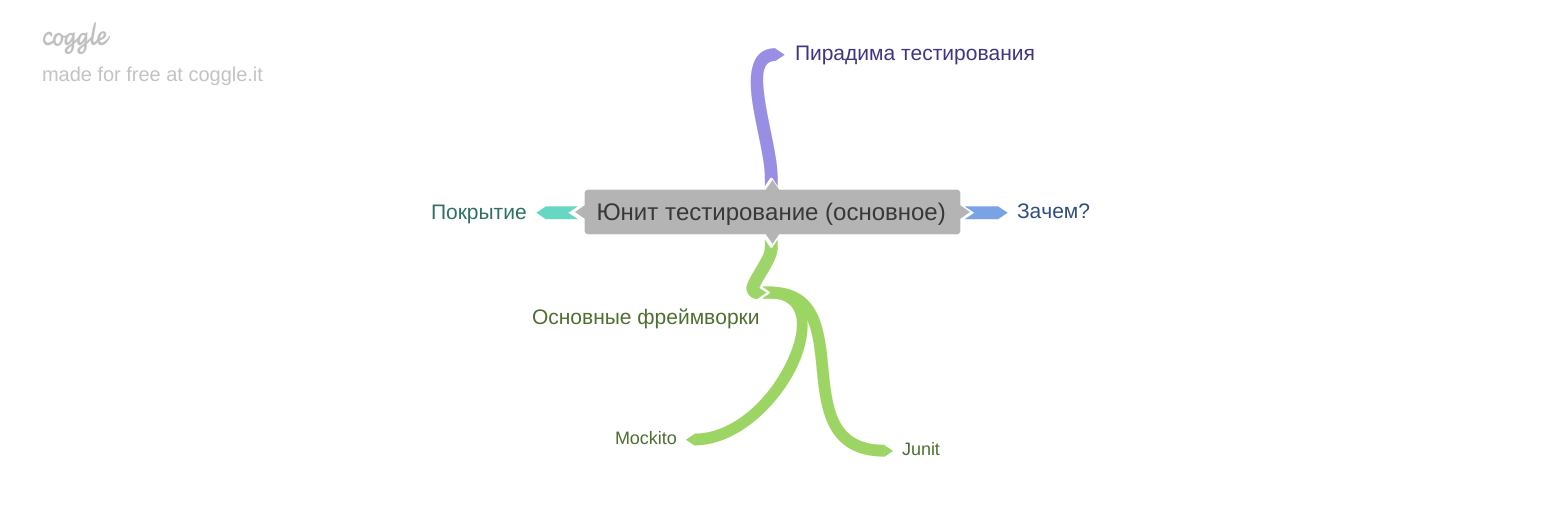 coggle
made for free at coggle.it
Пирадима тестирования
Покрытие
Юнит тестирование (основное)
Зачем?
Основные фреймворки
Mockito
Junit